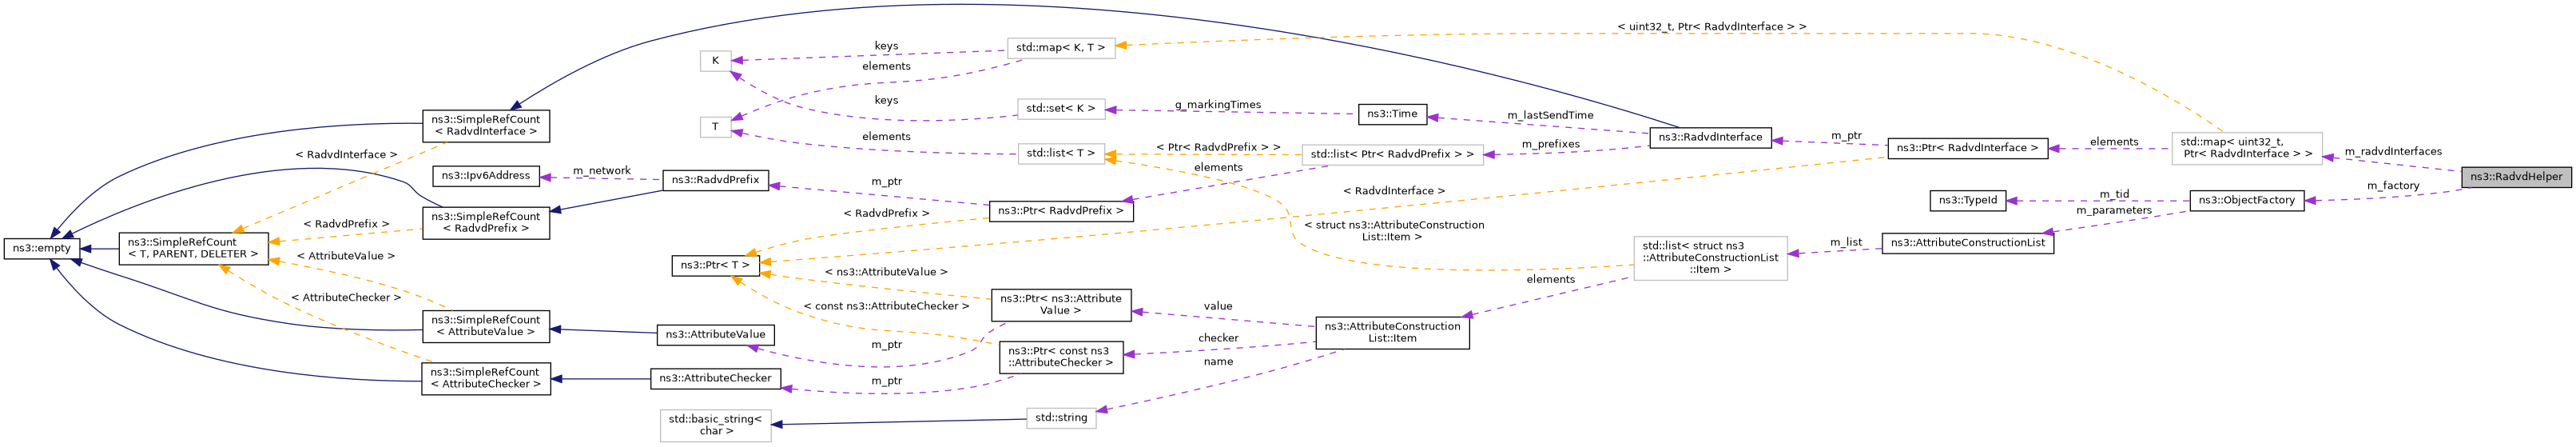 < uint32_t, Ptr< RadvdInterface > >
keys
std::map< K, T >
K
elements
keys
std::set< K >
g_markingTimes
ns3::Time
m_lastSendTime
ns3::SimpleRefCount
< RadvdInterface >
T
elements
std::list< T >
< Ptr< RadvdPrefix > >
std::list< Ptr< RadvdPrefix > >
m_prefixes
ns3::RadvdInterface
m_ptr
ns3::Ptr< RadvdInterface >
elements
std::map< uint32_t,
Ptr< RadvdInterface > >
m_radvdInterfaces
ns3::RadvdHelper
< RadvdInterface >
ns3::Ipv6Address
m_network
ns3::RadvdPrefix
m_ptr
elements
ns3::Ptr< RadvdPrefix >
< RadvdInterface >
ns3::TypeId
m_tid
ns3::ObjectFactory
m_factory
m_parameters
< RadvdPrefix >
ns3::SimpleRefCount
< RadvdPrefix >
< RadvdPrefix >
< struct ns3::AttributeConstruction
List::Item >
ns3::empty
ns3::SimpleRefCount
< T, PARENT, DELETER >
< AttributeValue >
ns3::Ptr< T >
std::list< struct ns3
::AttributeConstructionList
::Item >
m_list
ns3::AttributeConstructionList
< ns3::AttributeValue >
elements
< AttributeChecker >
< const ns3::AttributeChecker >
ns3::Ptr< ns3::Attribute
Value >
value
ns3::SimpleRefCount
< AttributeValue >
ns3::AttributeValue
m_ptr
ns3::AttributeConstruction
List::Item
checker
ns3::Ptr< const ns3
::AttributeChecker >
name
ns3::SimpleRefCount
< AttributeChecker >
ns3::AttributeChecker
m_ptr
std::basic_string<
char >
std::string